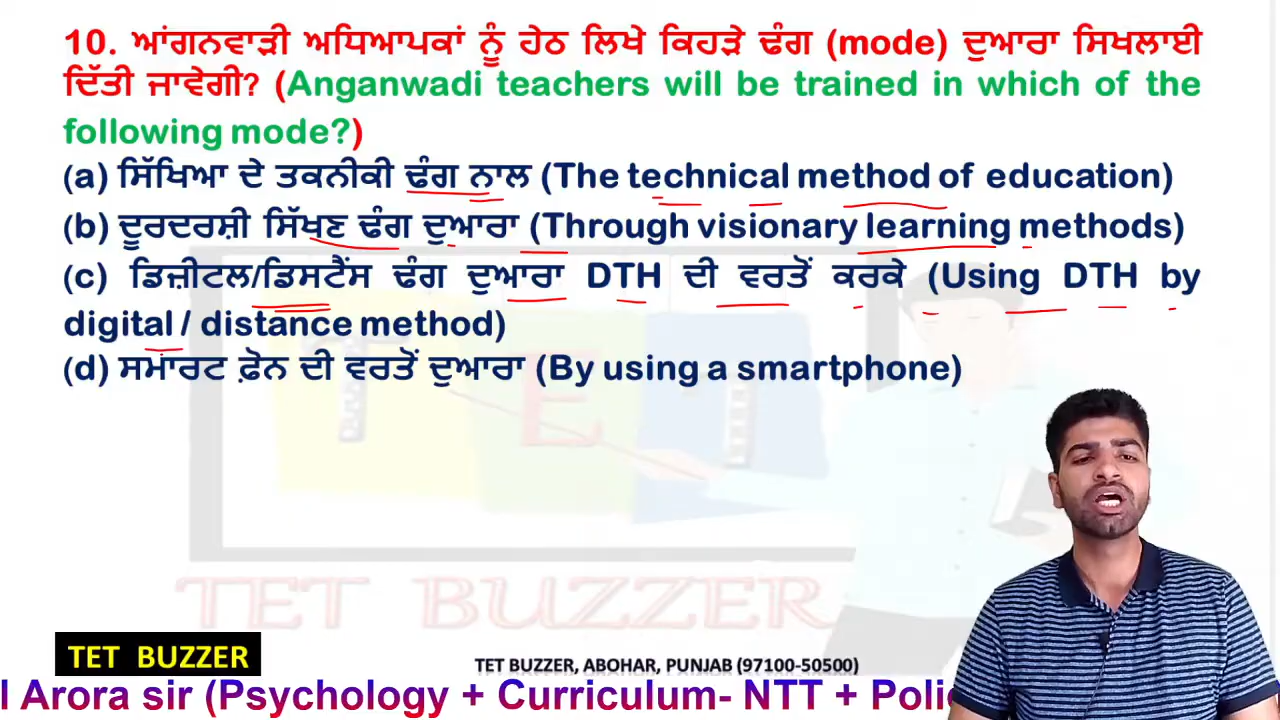 10. ਆਂਗਨਵਾੜੀ ਅਧਿਆਪਕਾਂ ਨੂੰ ਹੇਠ ਲਿਖੇ ਕਿਹੜੇ ਢੰਗ (mode) ਦੁਆਰਾ ਸਿਖਲਾਈ
ਦਿੱਤੀ ਜਾਵੇਗੀ? (Anganwadi teachers will be trained in which of the
following mode?)
(a) ਸਿੱਖਿਆ ਦੇ ਤਕਨੀਕੀ ਢੰਗ ਨਾਲ (The technical method of education)
(b) ਦੂਰਦਰਸ਼ੀ ਸਿੱਖਣ ਢੰਗ ਦੁਆਰਾ (Through visionary learning methods)
(c) ਡਿਜ਼ੀਟਲ/ਡਿਸਟੈਂਸ ਢੰਗ ਦੁਆਰਾ DTH ਦੀ ਵਰਤੋਂ ਕਰਕੇ (Using DTH by
digital / distance method)
(d) ਸਮਾਰਟ ਫ਼ੋਨ ਦੀ ਵਰਤੋਂ ਦੁਆਰਾ (By using a smartphone)
TET
TET BUZZER
TET BUZZER
TET BUZZER, ABOHAR, PUNJAB (97100-50500)
l Arora sir (Psychology + Curriculum- NTT + Polic